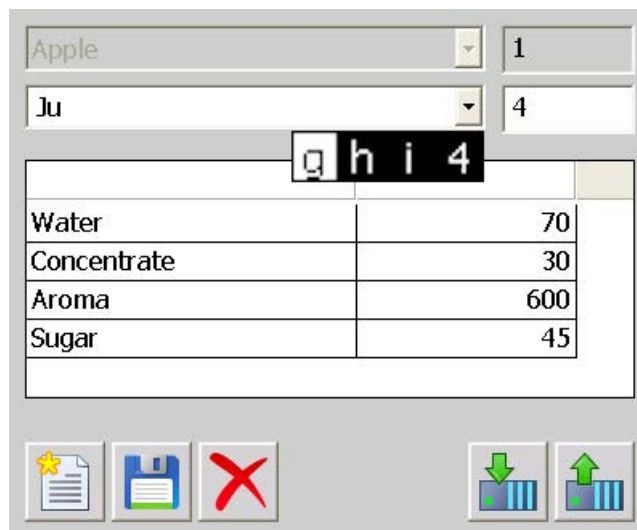 Apple 1
Ju 4
g h i 4
Water 70
Concentrate 30
Aroma 600
Sugar 45